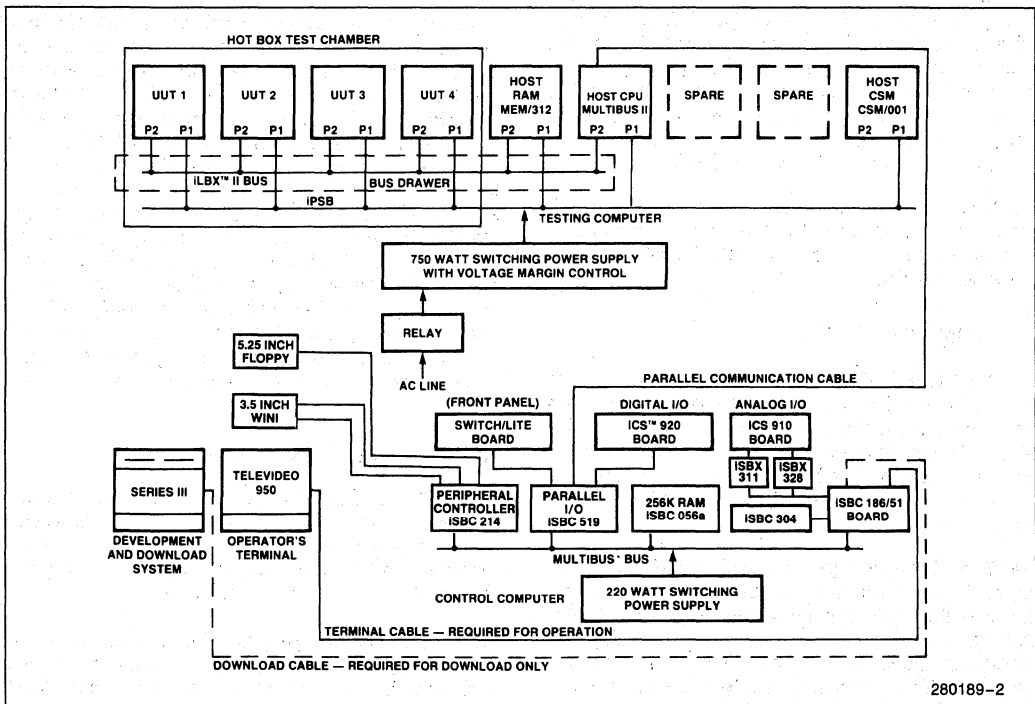 HOT BOX TEST CHAMBER
UUT 1
P2 P1
UUT 2
P2 P1
UUT 3
P2 P1
UUT 4
P2 P1
HOST
RAM
MEM/312
P2 P1
HOST CPU
MULTIBUS II
P2 P1
SPARE
SPARE
HOST
CSM
CSM/001
P2 P1
iLBX™ II BUS
BUS DRAWER
iPSB
TESTING COMPUTER
750 WATT SWITCHING POWER SUPPLY
WITH VOLTAGE MARGIN CONTROL
RELAY
AC LINE
5.25 INCH
FLOPPY
3.5 INCH
WINI
PARALLEL COMMUNICATION CABLE
(FRONT PANEL)
SWITCH/LITE
BOARD
DIGITAL I/O
ICS™ 920
BOARD
ANALOG I/O
ICS 910
BOARD
iSBX
311
iSBX
328
SERIES III
DEVELOPMENT
AND DOWNLOAD
SYSTEM
TELEVIDEO
950
OPERATOR'S
TERMINAL
PERIPHERAL
CONTROLLER
iSBC 214
PARALLEL
I/O
iSBC 519
256K RAM
iSBC 056a
iSBC 304
iSBC 186/51
BOARD
MULTIBUS* BUS
CONTROL COMPUTER
220 WATT SWITCHING
POWER SUPPLY
TERMINAL CABLE — REQUIRED FOR OPERATION
DOWNLOAD CABLE — REQUIRED FOR DOWNLOAD ONLY
280189–2